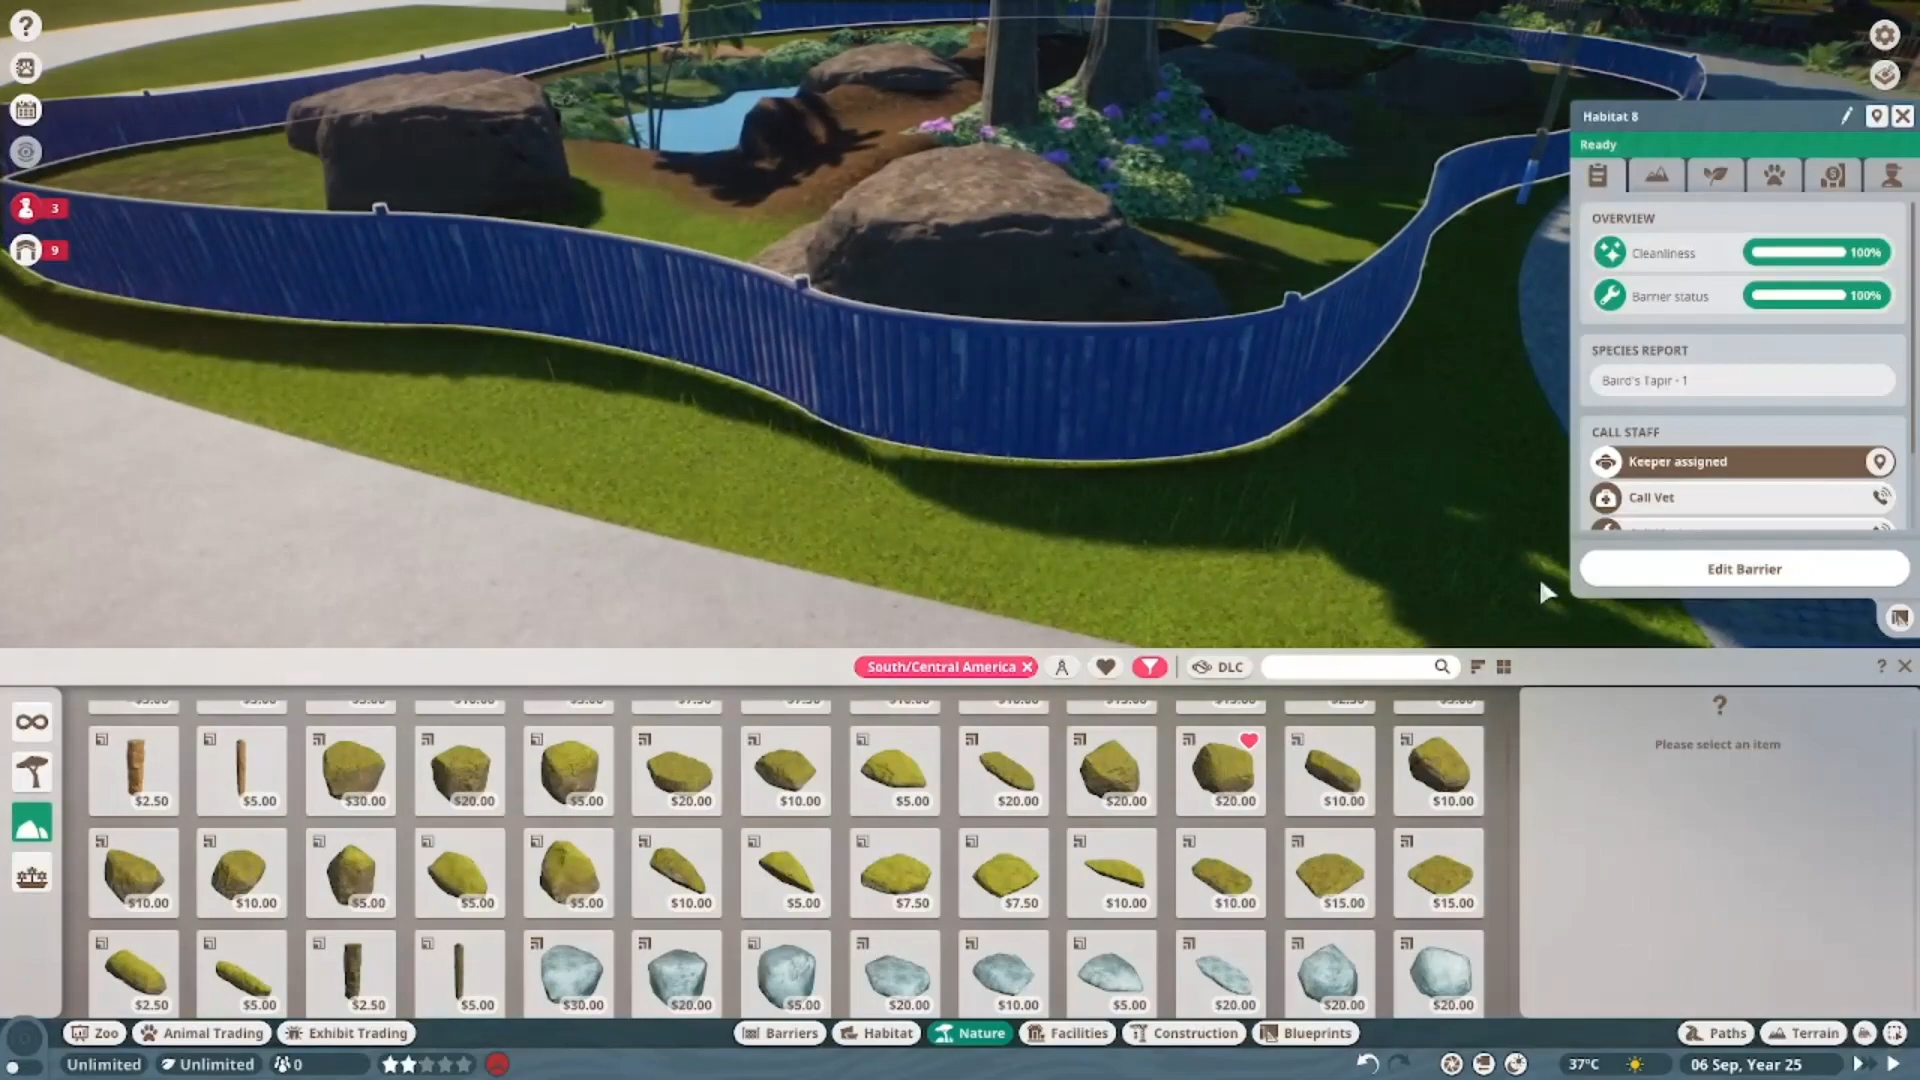 ?
3
9
Habitat 8
Ready
OVERVIEW
Cleanliness 100%
Barrier status 100%
SPECIES REPORT
Baird's Tapir - 1
CALL STAFF
Keeper assigned
Call Vet
Edit Barrier
South/Central America ×
DLC
?
?
Please select an item
$2.50 $5.00 $30.00 $20.00 $5.00 $20.00 $10.00 $5.00 $20.00 $20.00 $20.00 $10.00 $10.00
$10.00 $10.00 $5.00 $5.00 $5.00 $10.00 $5.00 $7.50 $7.50 $10.00 $10.00 $15.00 $15.00
$2.50 $5.00 $2.50 $5.00 $30.00 $20.00 $5.00 $20.00 $10.00 $5.00 $20.00 $20.00 $20.00
Zoo Animal Trading Exhibit Trading Barriers Habitat Nature Facilities Construction Blueprints Paths Terrain
Unlimited Unlimited 0 37°C 06 Sep, Year 25